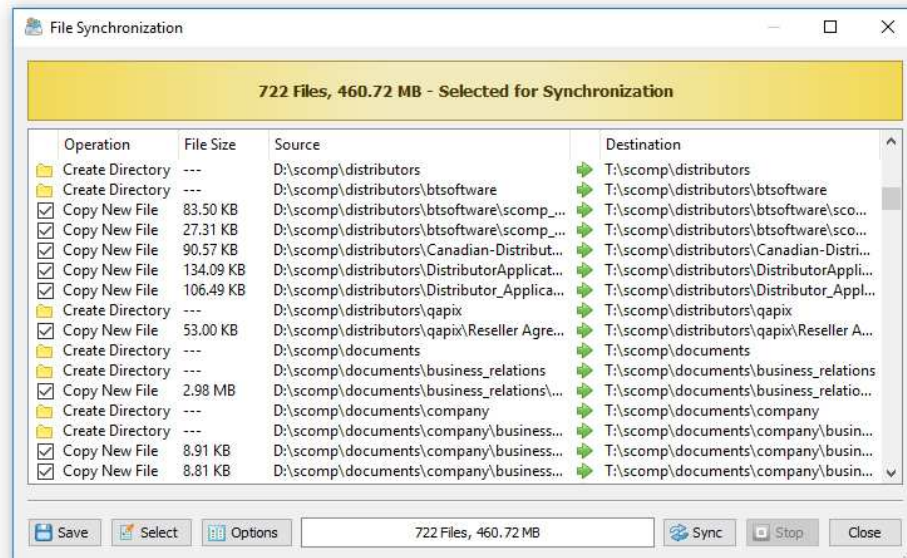 File Synchronization
722 Files, 460.72 MB - Selected for Synchronization
Operation File Size Source Destination
Create Directory --- D:\scomp\distributors T:\scomp\distributors
Create Directory --- D:\scomp\distributors\btsoftware T:\scomp\distributors\btsoftware
Copy New File 83.50 KB D:\scomp\distributors\btsoftware\scomp_... T:\scomp\distributors\btsoftware\sco...
Copy New File 27.31 KB D:\scomp\distributors\btsoftware\scomp_... T:\scomp\distributors\btsoftware\sco...
Copy New File 90.57 KB D:\scomp\distributors\Canadian-Distribut... T:\scomp\distributors\Canadian-Distri...
Copy New File 134.09 KB D:\scomp\distributors\DistributorApplicat... T:\scomp\distributors\DistributorAppli...
Copy New File 106.49 KB D:\scomp\distributors\Distributor_Applica... T:\scomp\distributors\Distributor_Appl...
Create Directory --- D:\scomp\distributors\qapix T:\scomp\distributors\qapix
Copy New File 53.00 KB D:\scomp\distributors\qapix\Reseller Agre... T:\scomp\distributors\qapix\Reseller A...
Create Directory --- D:\scomp\documents T:\scomp\documents
Create Directory --- D:\scomp\documents\business_relations T:\scomp\documents\business_relations
Copy New File 2.98 MB D:\scomp\documents\business_relations\... T:\scomp\documents\business_relatio...
Create Directory --- D:\scomp\documents\company T:\scomp\documents\company
Create Directory --- D:\scomp\documents\company\business... T:\scomp\documents\company\busin...
Copy New File 8.91 KB D:\scomp\documents\company\business... T:\scomp\documents\company\busin...
Copy New File 8.81 KB D:\scomp\documents\company\business... T:\scomp\documents\company\busin...
Save Select Options 722 Files, 460.72 MB Sync Stop Close